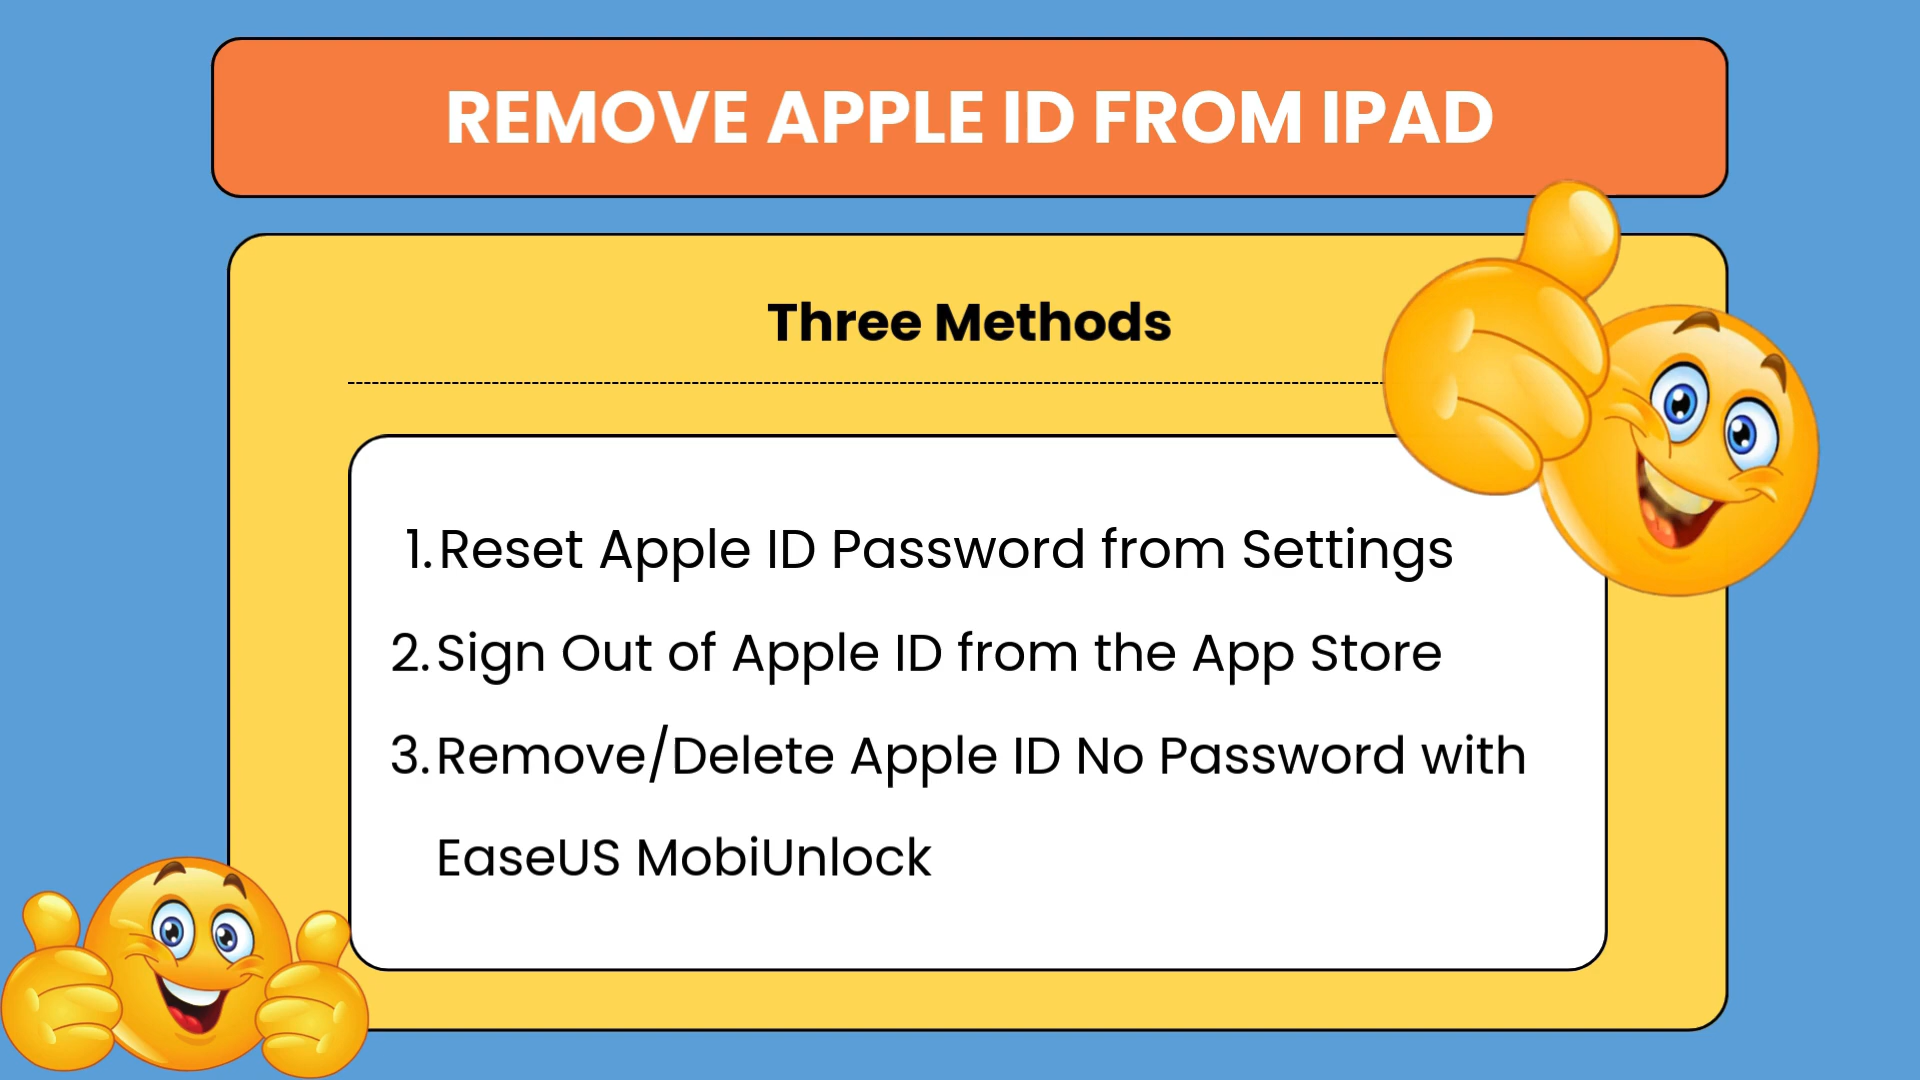 REMOVE APPLE ID FROM IPAD
Three Methods
1. Reset Apple ID Password from Settings
2. Sign Out of Apple ID from the App Store
3. Remove/Delete Apple ID No Password with
EaseUS MobiUnlock